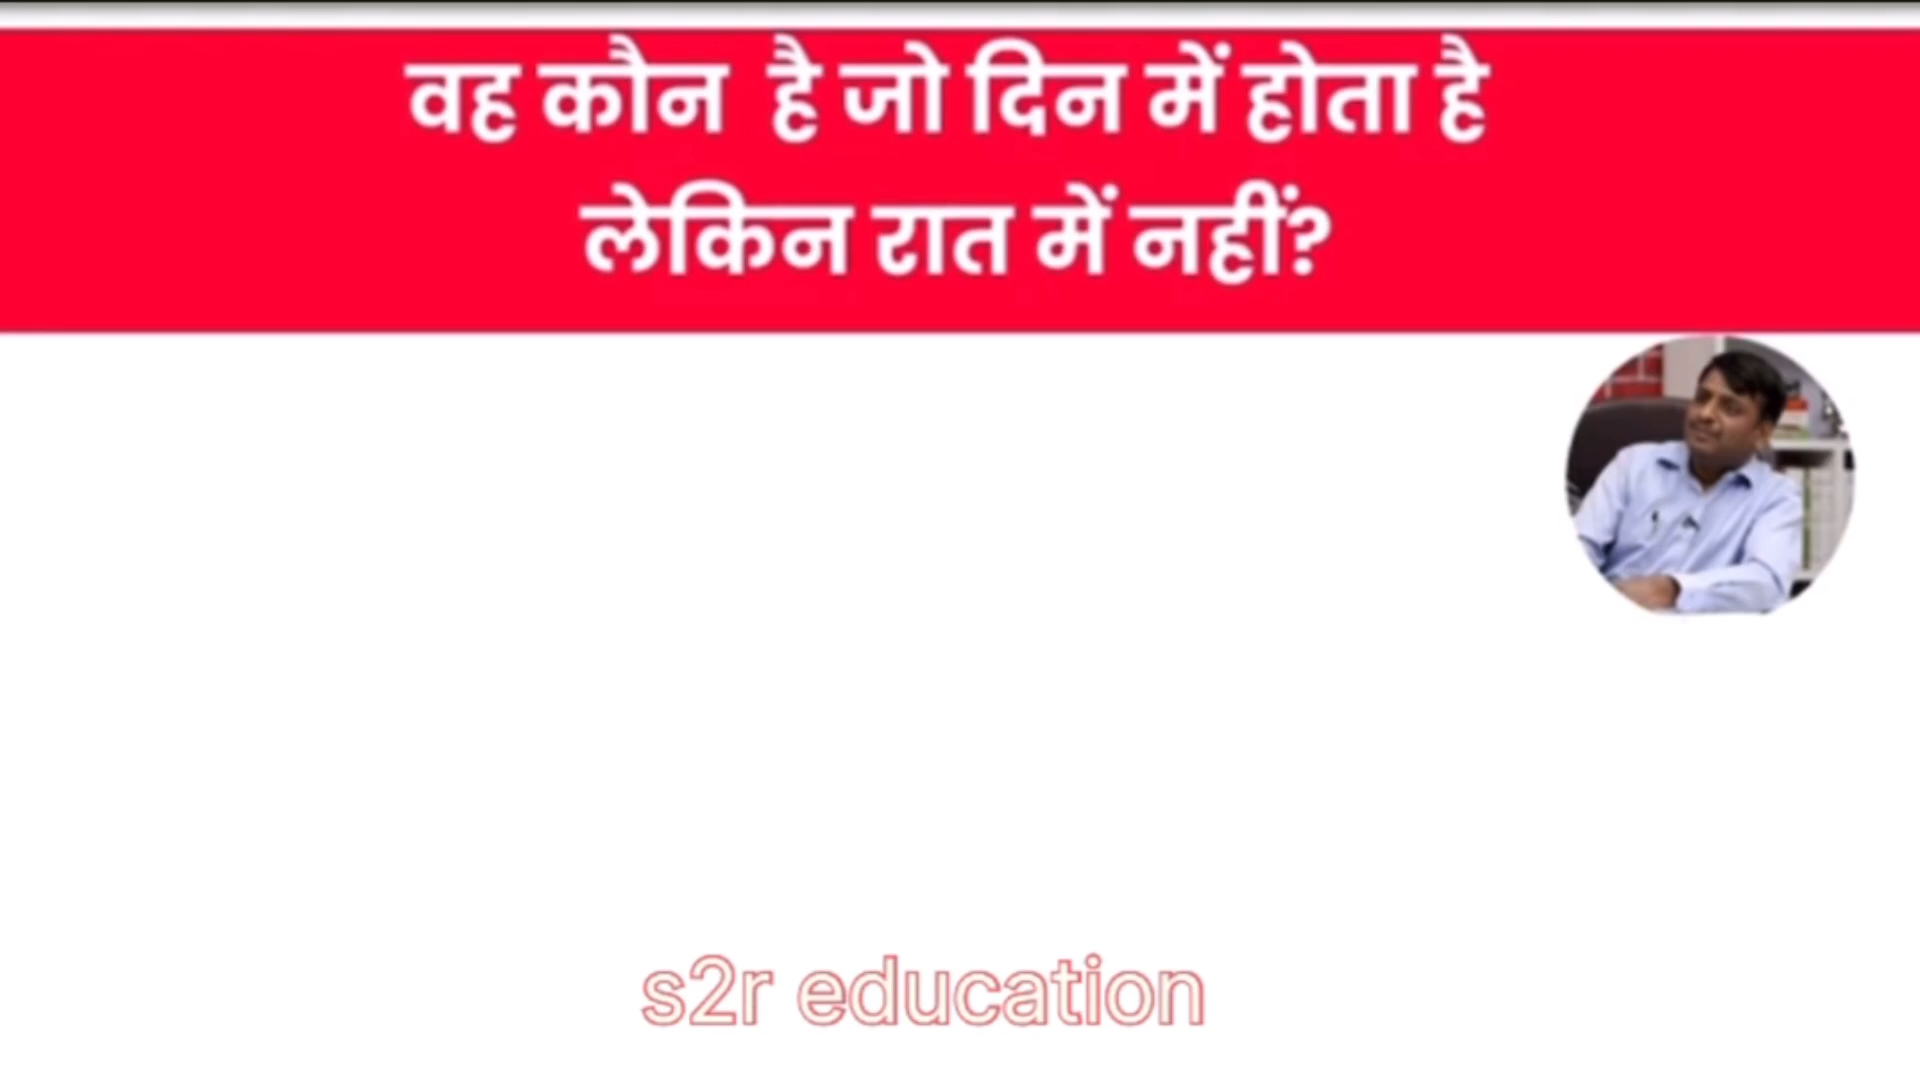 वह कौन है जो दिन में होता है
लेकिन रात में नहीं?
s2r education